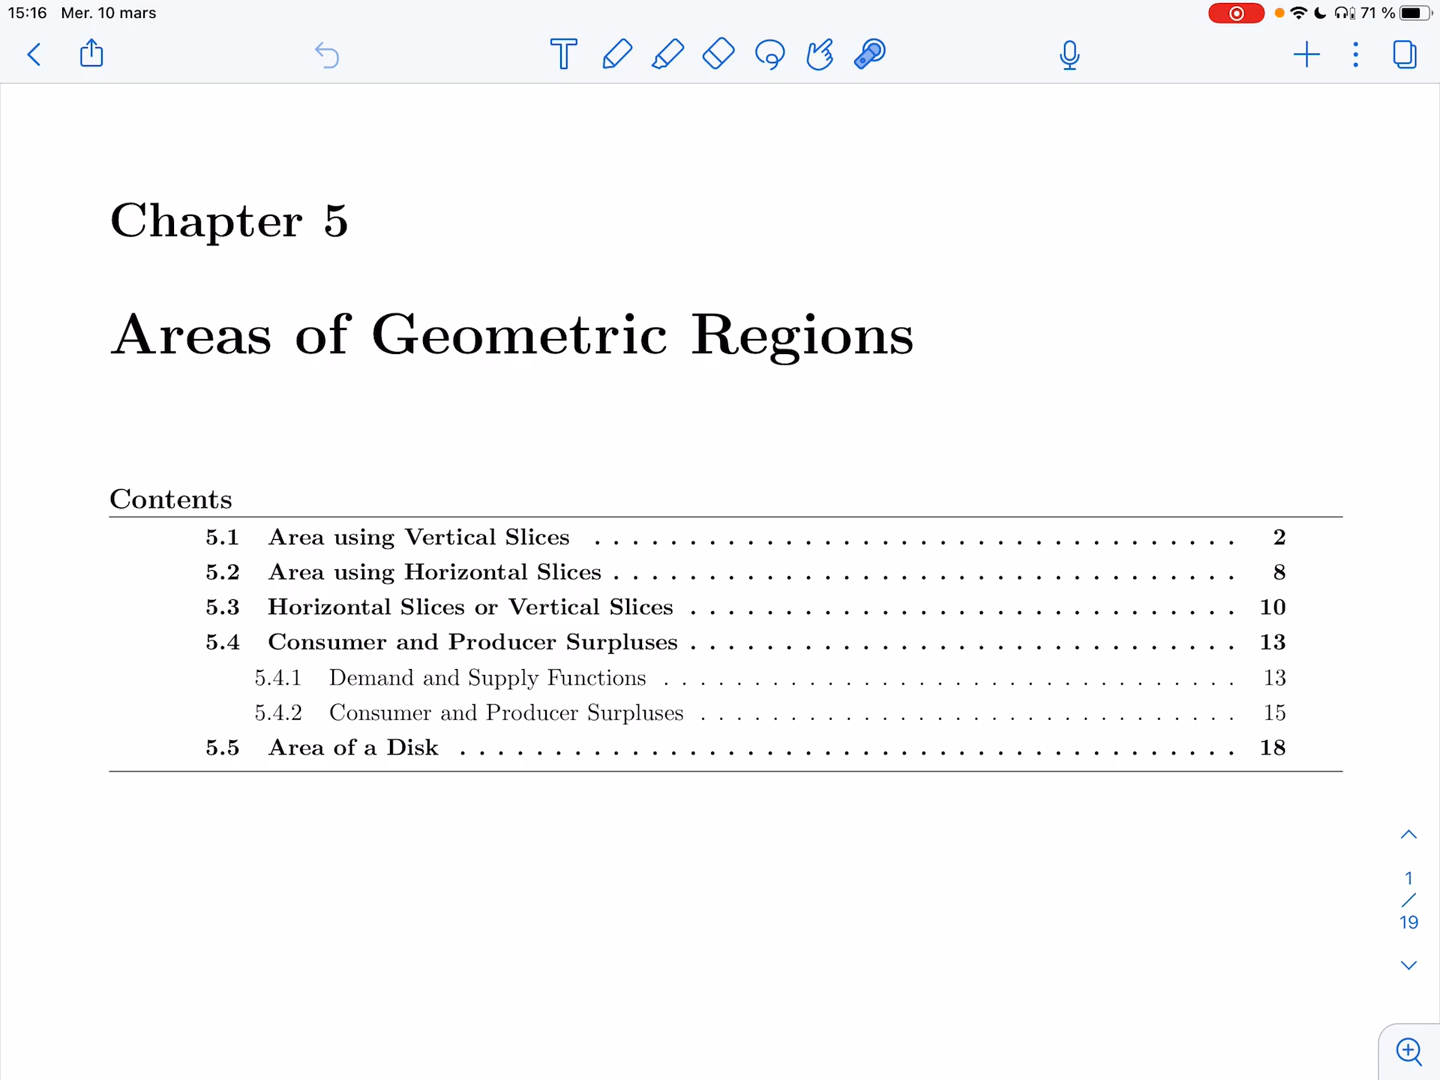 15:16 Mer. 10 mars 71 %
Chapter 5
Areas of Geometric Regions
Contents
5.1 Area using Vertical Slices . . . . . . . . . . . . . . . . . . . . . . . . . . . . . . . . . . 2
5.2 Area using Horizontal Slices . . . . . . . . . . . . . . . . . . . . . . . . . . . . . . . . . 8
5.3 Horizontal Slices or Vertical Slices . . . . . . . . . . . . . . . . . . . . . . . . . . . . . 10
5.4 Consumer and Producer Surpluses . . . . . . . . . . . . . . . . . . . . . . . . . . . . . 13
5.4.1 Demand and Supply Functions . . . . . . . . . . . . . . . . . . . . . . . . . . . . 13
5.4.2 Consumer and Producer Surpluses . . . . . . . . . . . . . . . . . . . . . . . . . . 15
5.5 Area of a Disk . . . . . . . . . . . . . . . . . . . . . . . . . . . . . . . . . . . . . . . . . 18
1
/
19